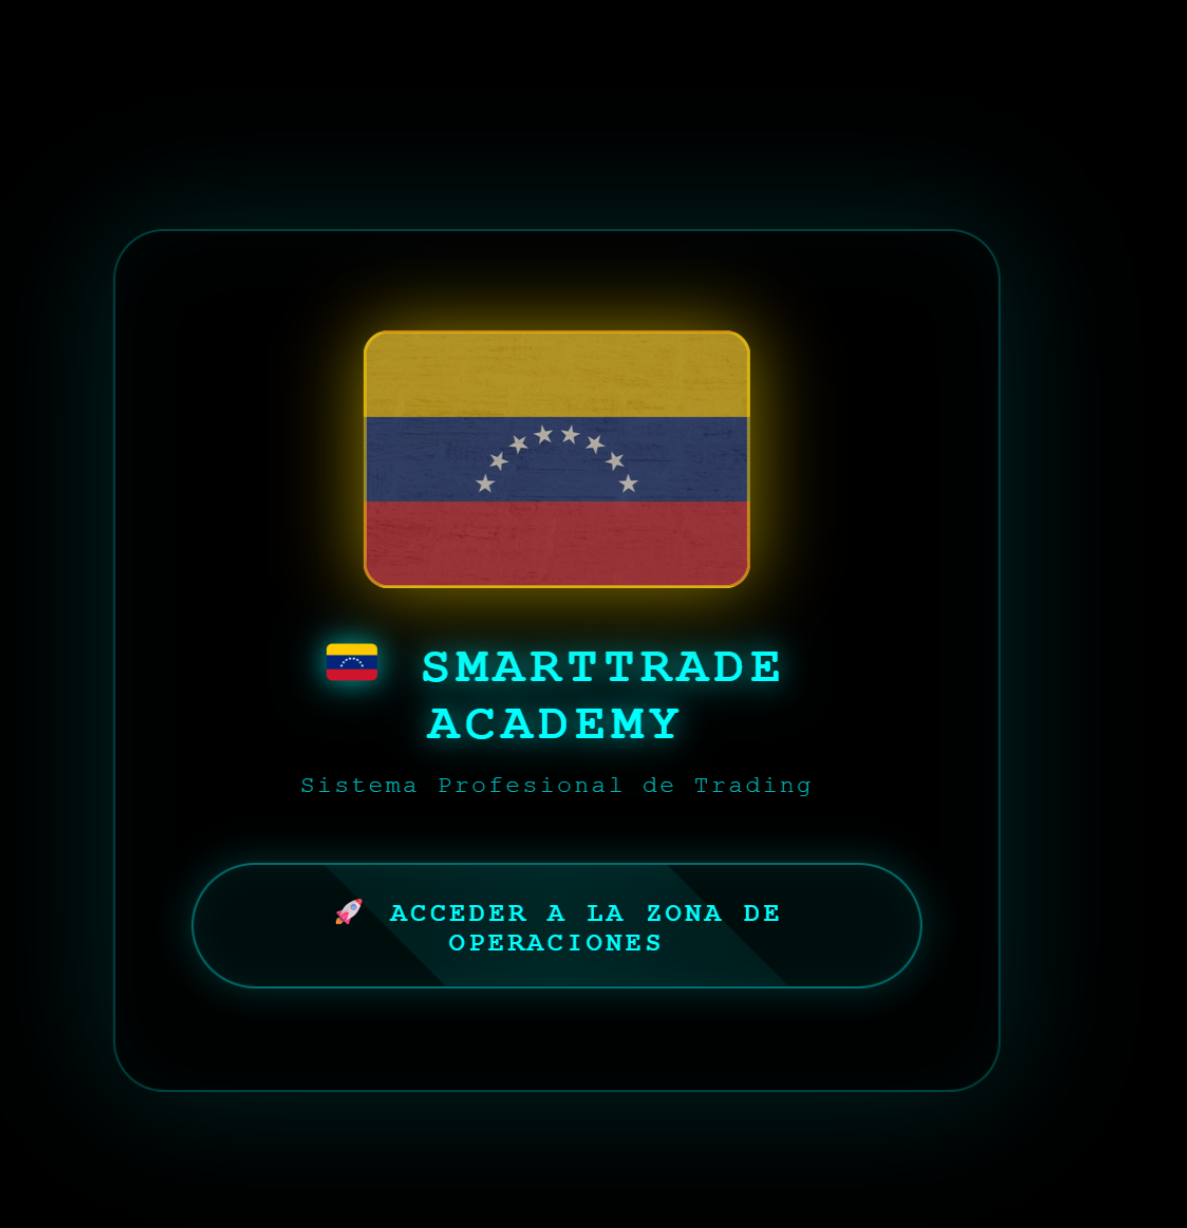 SMARTTRADE
ACADEMY
Sistema Profesional de Trading
ACCEDER A LA ZONA DE
OPERACIONES